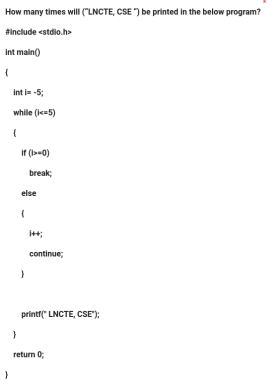 How many times will ("LNCTE, CSE ") be printed in the below program?
#include <stdio.h>
int main()
{
int i= -5;
while (i<=5)
{
if (i>=0)
break;
else
{
i++;
continue;
}
printf(" LNCTE, CSE");
}
return 0;
}